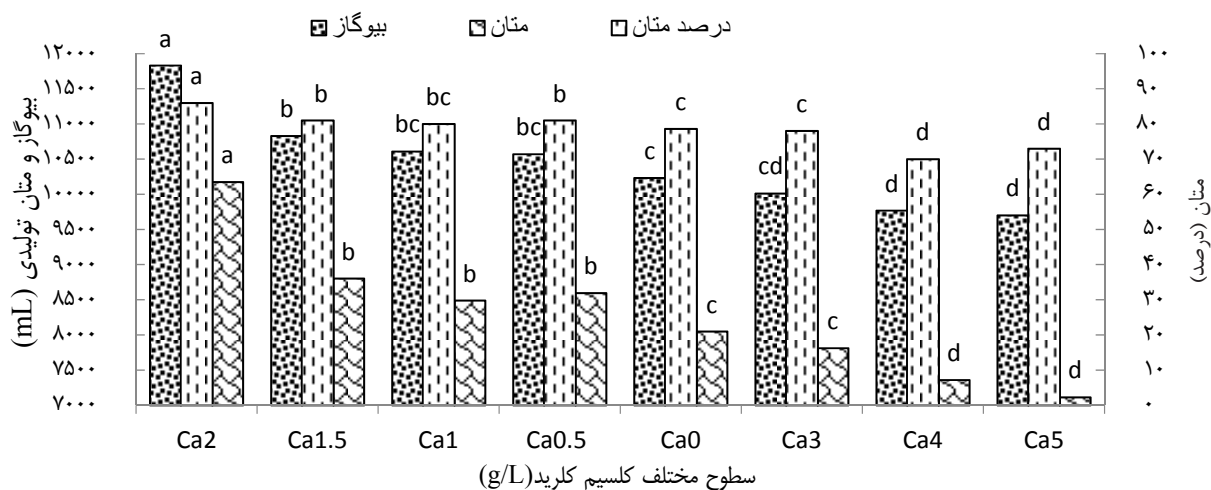 بیوگاز متان درصد متان
بیوگاز و متان تولیدی (mL)
۱۲۰۰۰
۱۱۵۰۰
۱۱۰۰۰
۱۰۵۰۰
۱۰۰۰۰
۹۵۰۰
۹۰۰۰
۸۵۰۰
۸۰۰۰
۷۵۰۰
۷۰۰۰
a a a
b b b
bc bc b
bc b b
c c c
cd c c
d d d
d d d
۱۰۰
۹۰
۸۰
۷۰
۶۰
۵۰
۴۰
۳۰
۲۰
۱۰
۰
متان (درصد)
Ca2 Ca1.5 Ca1 Ca0.5 Ca0 Ca3 Ca4 Ca5
سطوح مختلف کلسیم کلرید(g/L)